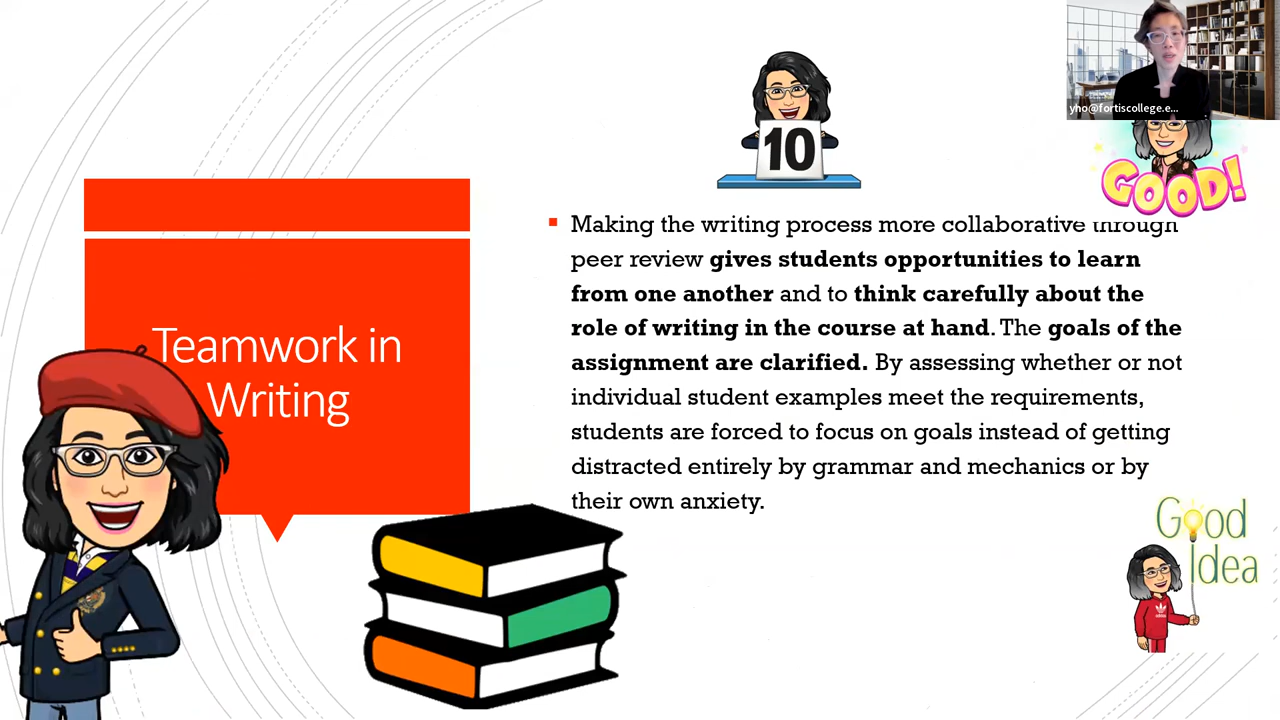 yho@fortiscollege.e...
10
GOOD!
Teamwork in
Writing
Making the writing process more collaborative through
peer review gives students opportunities to learn
from one another and to think carefully about the
role of writing in the course at hand. The goals of the
assignment are clarified. By assessing whether or not
individual student examples meet the requirements,
students are forced to focus on goals instead of getting
distracted entirely by grammar and mechanics or by
their own anxiety.
Good
Idea